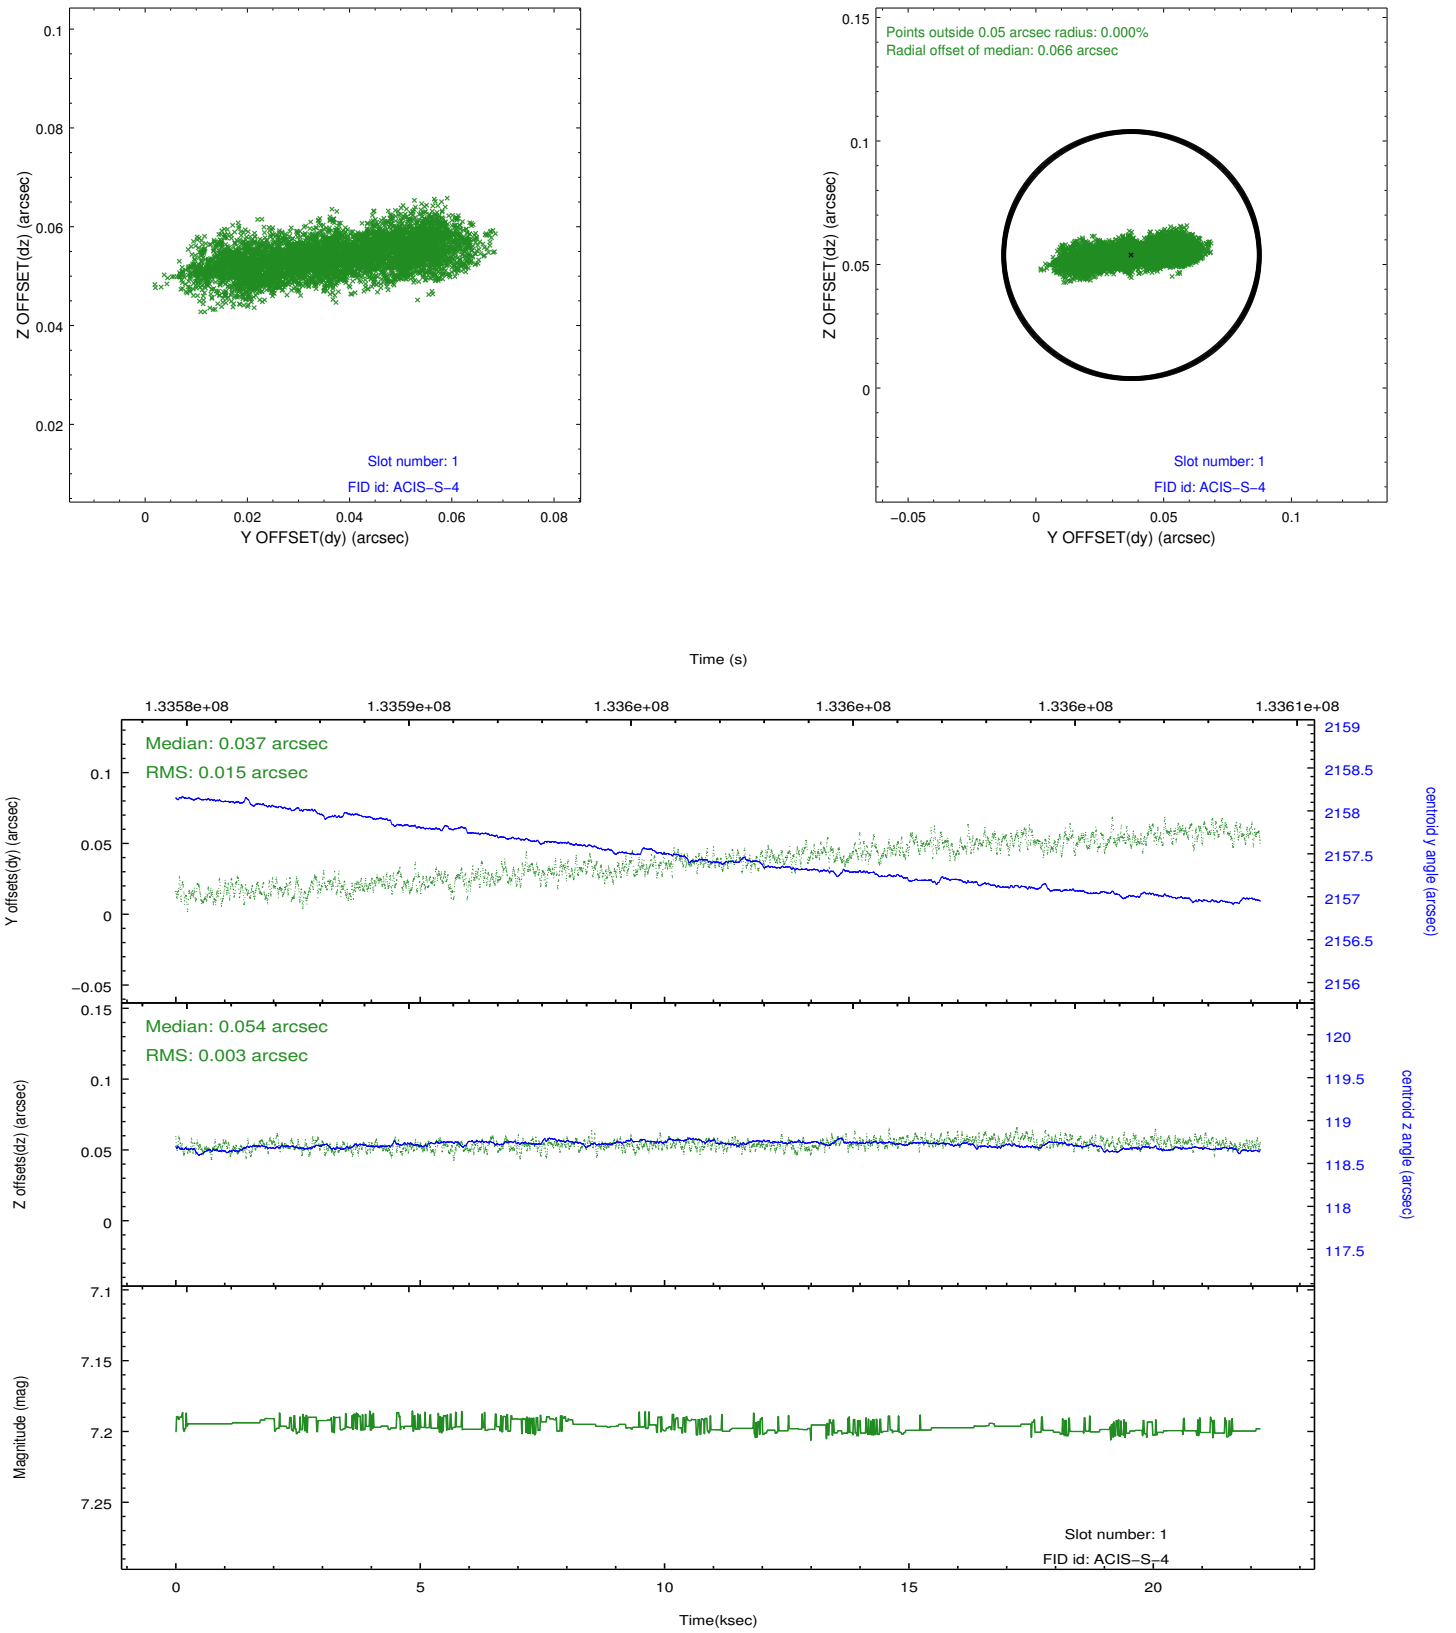 0.1
0.08
0.06
0.04
0.02
Z OFFSET(dz) (arcsec)
Slot number: 1
FID id: ACIS−S−4
0 0.02 0.04 0.06 0.08
Y OFFSET(dy) (arcsec)
Points outside 0.05 arcsec radius: 0.000%
Radial offset of median: 0.066 arcsec
0.15
0.1
0.05
0
Z OFFSET(dz) (arcsec)
Slot number: 1
FID id: ACIS−S−4
−0.05 0 0.05 0.1
Y OFFSET(dy) (arcsec)
Time (s)
1.3358e+08 1.3359e+08 1.336e+08 1.336e+08 1.336e+08 1.3361e+08
Median: 0.037 arcsec
RMS: 0.015 arcsec
0.1
0.05
0
−0.05
Y offsets(dy) (arcsec)
2159
2158.5
2158
2157.5
2157
2156.5
2156
centroid y angle (arcsec)
Median: 0.054 arcsec
RMS: 0.003 arcsec
0.15
0.1
0.05
0
Z offsets(dz) (arcsec)
120
119.5
119
118.5
118
117.5
centroid z angle (arcsec)
7.1
7.15
7.2
7.25
Magnitude (mag)
Slot number: 1
FID id: ACIS−S−4
0 5 10 15 20
Time(ksec)